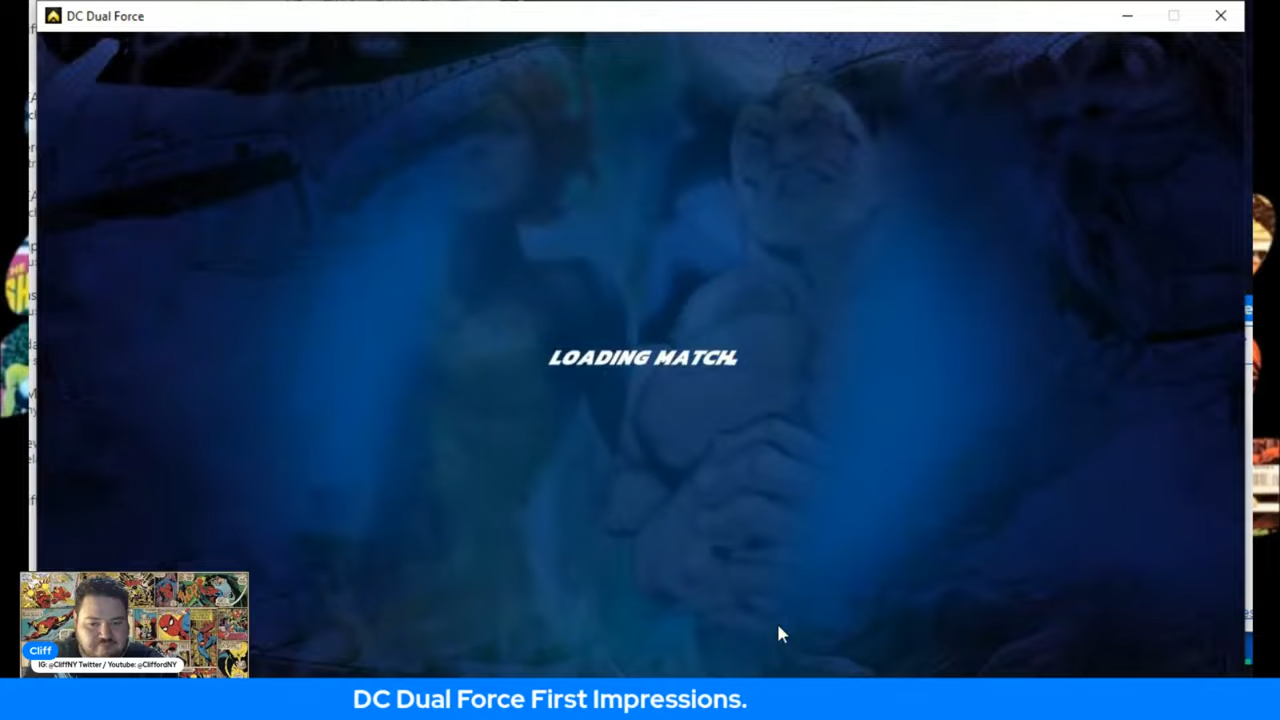 DC Dual Force
LOADING MATCH.
Cliff
IG: @CliffNY Twitter / Youtube: @CliffordNY
DC Dual Force First Impressions.